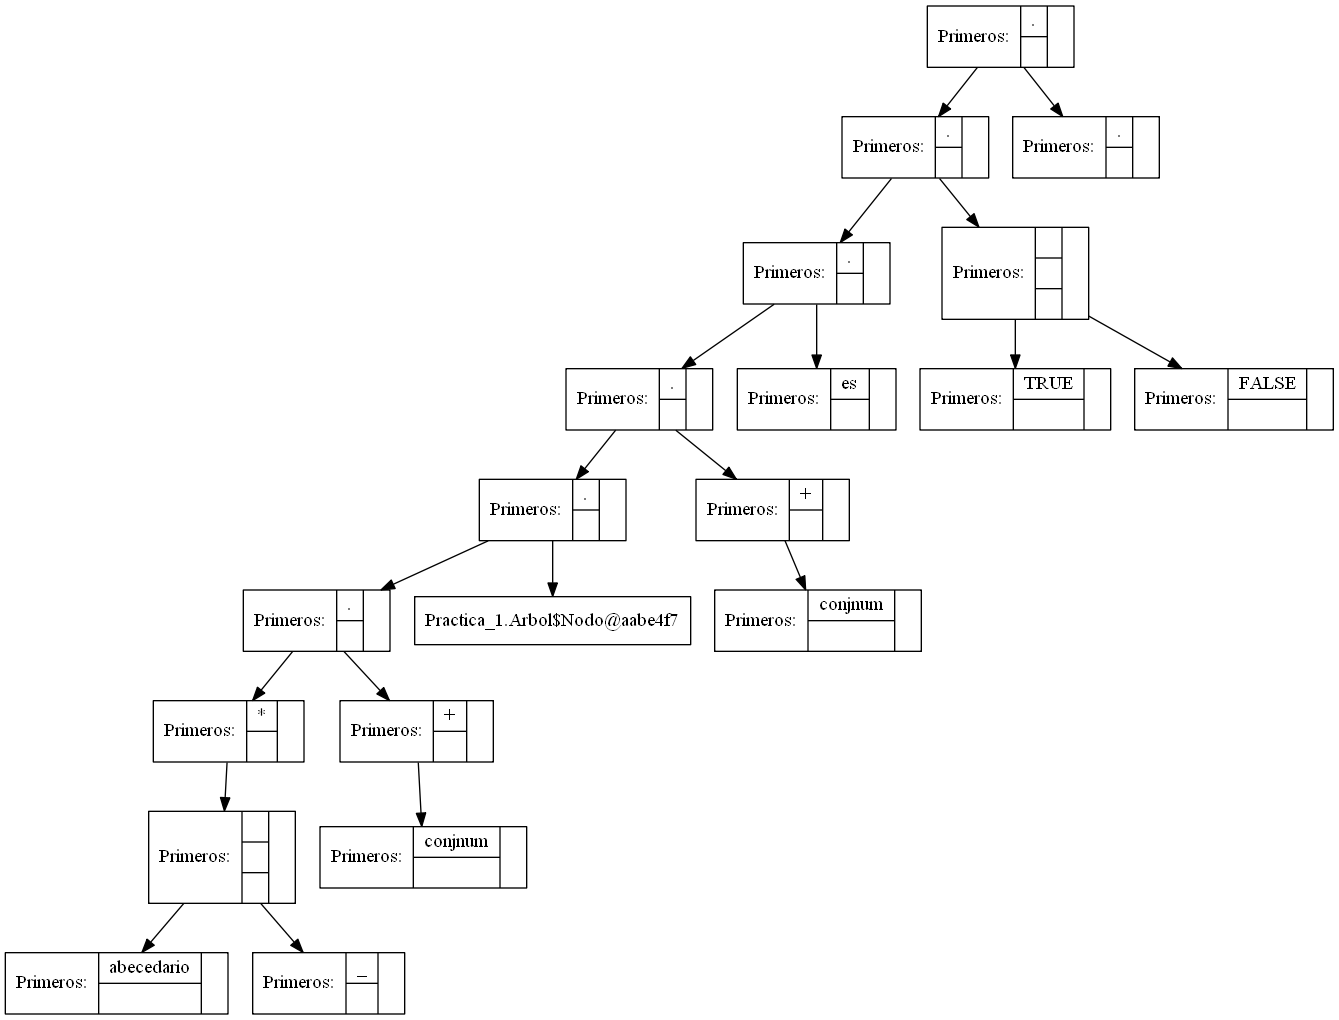 Primeros: .
Primeros: .
Primeros: .
Primeros: .
Primeros:
Primeros: .
Primeros: es
Primeros: TRUE
Primeros: FALSE
Primeros: .
Primeros: +
Primeros: .
Practica_1.Arbol$Nodo@aabe4f7
Primeros: conjnum
Primeros: *
Primeros: +
Primeros:
Primeros: conjnum
Primeros: abecedario
Primeros: _